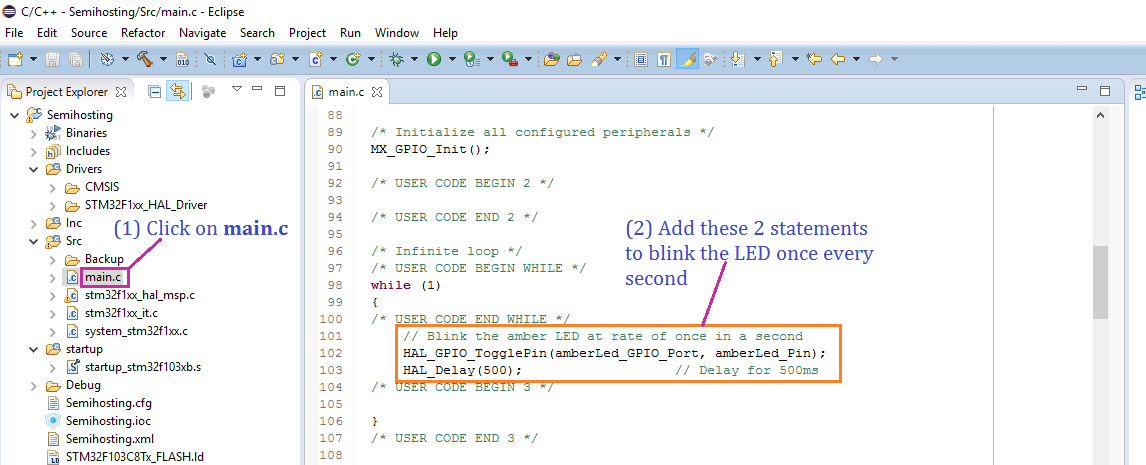 C/C++ - Semihosting/Src/main.c - Eclipse
File Edit Source Refactor Navigate Search Project Run Window Help
Project Explorer
main.c
Semihosting
Binaries
Includes
Drivers
CMSIS
STM32F1xx_HAL_Driver
Inc
Src
Backup
main.c
stm32f1xx_hal_msp.c
stm32f1xx_it.c
system_stm32f1xx.c
startup
startup_stm32f103xb.s
Debug
Semihosting.cfg
Semihosting.ioc
Semihosting.xml
STM32F103C8Tx_FLASH.ld
(1) Click on main.c
88
89 /* Initialize all configured peripherals */
90 MX_GPIO_Init();
91
92 /* USER CODE BEGIN 2 */
93
94 /* USER CODE END 2 */
95
96 /* Infinite loop */
97 /* USER CODE BEGIN WHILE */
98 while (1)
99 {
100 /* USER CODE END WHILE */
101 // Blink the amber LED at rate of once in a second
102 HAL_GPIO_TogglePin(amberLed_GPIO_Port, amberLed_Pin);
103 HAL_Delay(500); // Delay for 500ms
104 /* USER CODE BEGIN 3 */
105
106 }
107 /* USER CODE END 3 */
108
(2) Add these 2 statements
to blink the LED once every
second